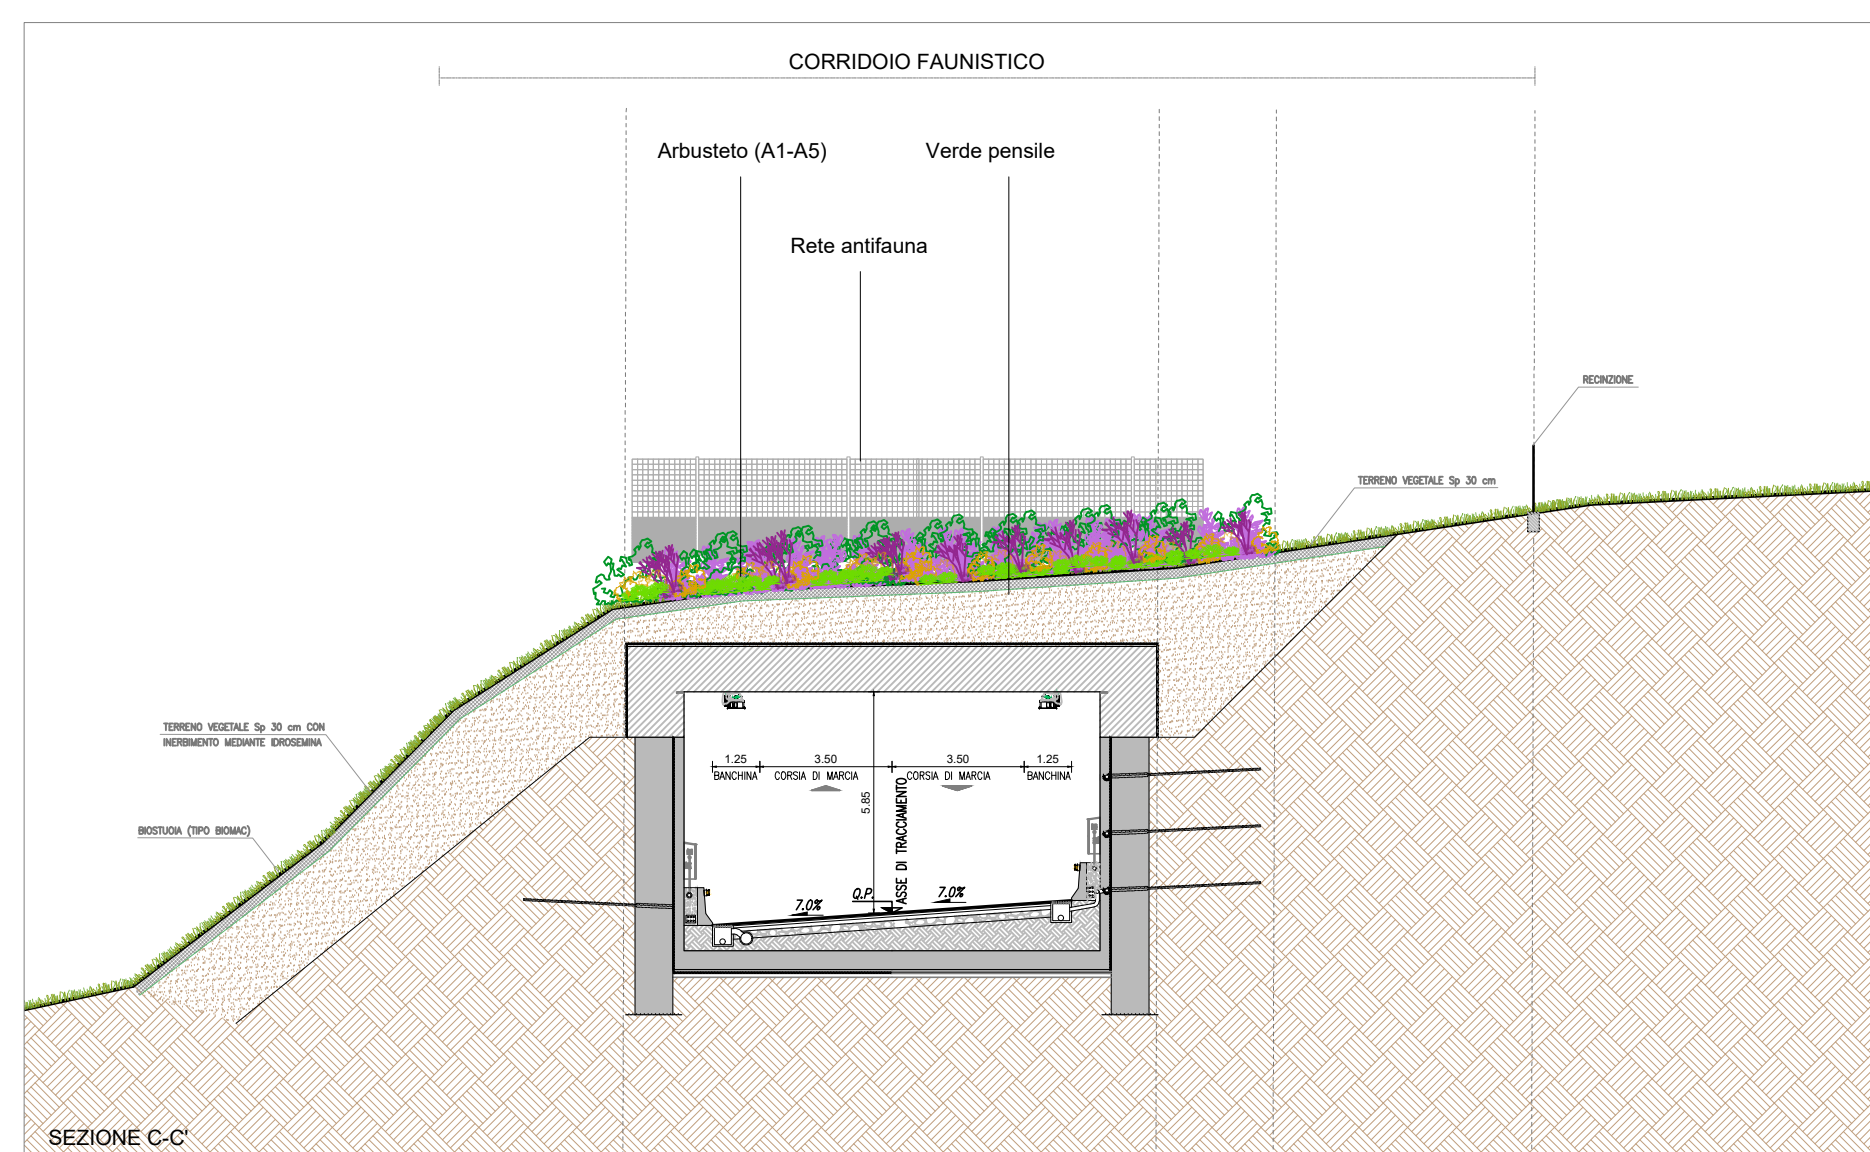 CORRIDOIO FAUNISTICO
Arbusteto (A1-A5)
Verde pensile
Rete antifauna
RECINZIONE
TERRENO VEGETALE Sp 30 cm
TERRENO VEGETALE Sp 30 cm CON
INERBIMENTO MEDIANTE IDROSEMINA
BIOSTUOIA (TIPO BIOMAC)
1.25
3.50
3.50
1.25
BANCHINA
CORSIA DI MARCIA
CORSIA DI MARCIA
BANCHINA
5.85
ASSE DI TRACCIAMENTO
Q.P.
7.0%
7.0%
SEZIONE C-C'